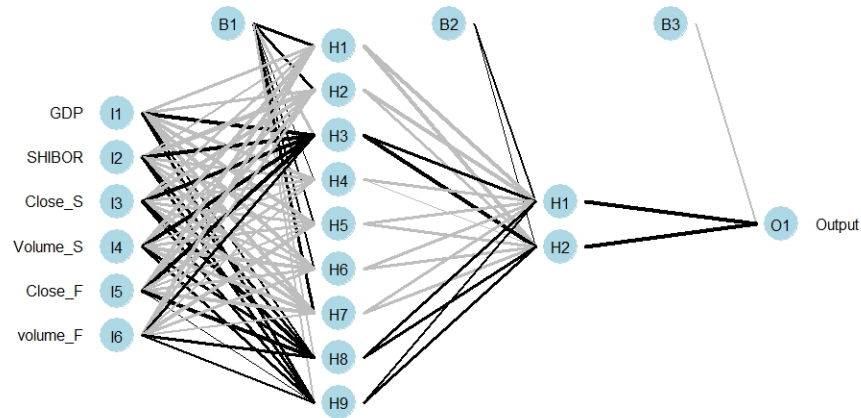 B1
B2
B3
H1
H2
GDP
I1
H3
SHIBOR
I2
H4
Close_S
I3
H1
H5
O1
Output
Volume_S
I4
H2
H6
Close_F
I5
H7
volume_F
I6
H8
H9